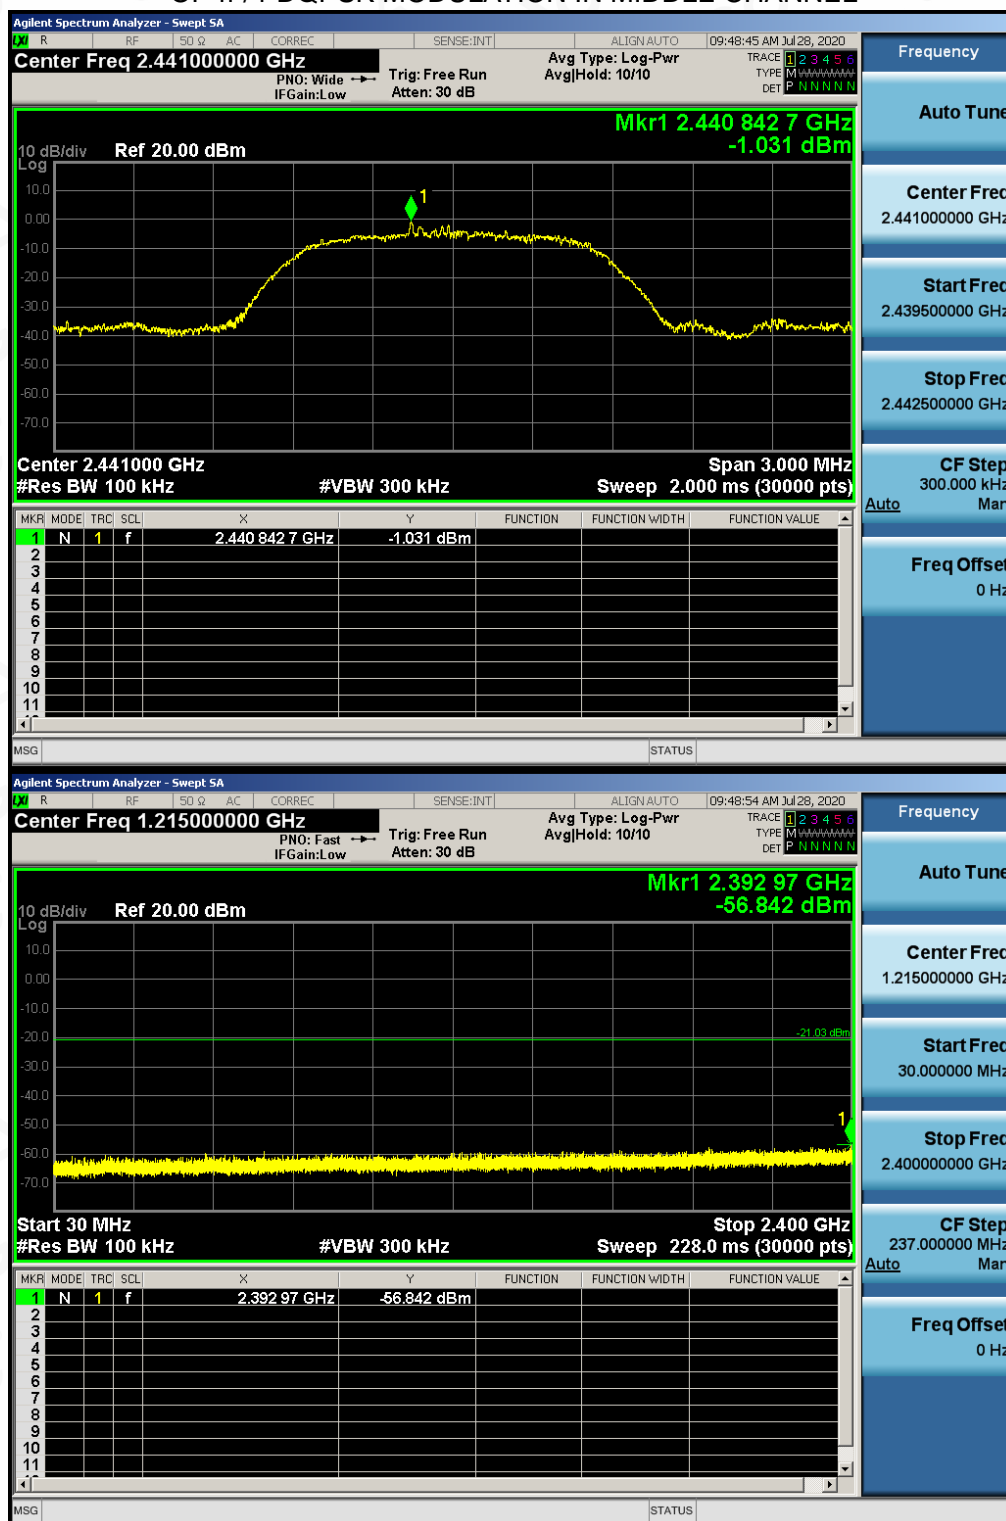 MODULATION IN MIDDLE CHANNEL
Agilent Spectrum Analyzer - Swept SA
LXI R RF 50 Ω AC CORREC SENSE:INT ALIGN AUTO 09:48:45 AM Jul 28, 2020
Center Freq 2.441000000 GHz
PNO: Wide
IFGain:Low
Trig: Free Run
Atten: 30 dB
Avg Type: Log-Pwr
Avg|Hold: 10/10
TRACE 1 2 3 4 5 6
TYPE M W W W W W
DET P N N N N N
Mkr1 2.440 842 7 GHz
-1.031 dBm
10 dB/div Ref 20.00 dBm
Log
10.0
0.00
-10.0
-20.0
-30.0
-40.0
-50.0
-60.0
-70.0
1
Center 2.441000 GHz Span 3.000 MHz
#Res BW 100 kHz #VBW 300 kHz Sweep 2.000 ms (30000 pts)
MKR MODE TRC SCL X Y FUNCTION FUNCTION WIDTH FUNCTION VALUE
1 N 1 f 2.440 842 7 GHz -1.031 dBm
2
3
4
5
6
7
8
9
10
11
MSG STATUS
Frequency
Auto Tune
Center Freq
2.441000000 GHz
Start Freq
2.439500000 GHz
Stop Freq
2.442500000 GHz
CF Step
300.000 kHz
Auto Man
Freq Offset
0 Hz
Agilent Spectrum Analyzer - Swept SA
LXI R RF 50 Ω AC CORREC SENSE:INT ALIGN AUTO 09:48:54 AM Jul 28, 2020
Center Freq 1.215000000 GHz
PNO: Fast
IFGain:Low
Trig: Free Run
Atten: 30 dB
Avg Type: Log-Pwr
Avg|Hold: 10/10
TRACE 1 2 3 4 5 6
TYPE M W W W W W
DET P N N N N N
Mkr1 2.392 97 GHz
-56.842 dBm
10 dB/div Ref 20.00 dBm
Log
10.0
0.00
-10.0
-20.0
-30.0
-40.0
-50.0
-60.0
-70.0
-21.03 dBm
1
Start 30 MHz Stop 2.400 GHz
#Res BW 100 kHz #VBW 300 kHz Sweep 228.0 ms (30000 pts)
MKR MODE TRC SCL X Y FUNCTION FUNCTION WIDTH FUNCTION VALUE
1 N 1 f 2.392 97 GHz -56.842 dBm
2
3
4
5
6
7
8
9
10
11
MSG STATUS
Frequency
Auto Tune
Center Freq
1.215000000 GHz
Start Freq
30.000000 MHz
Stop Freq
2.400000000 GHz
CF Step
237.000000 MHz
Auto Man
Freq Offset
0 Hz